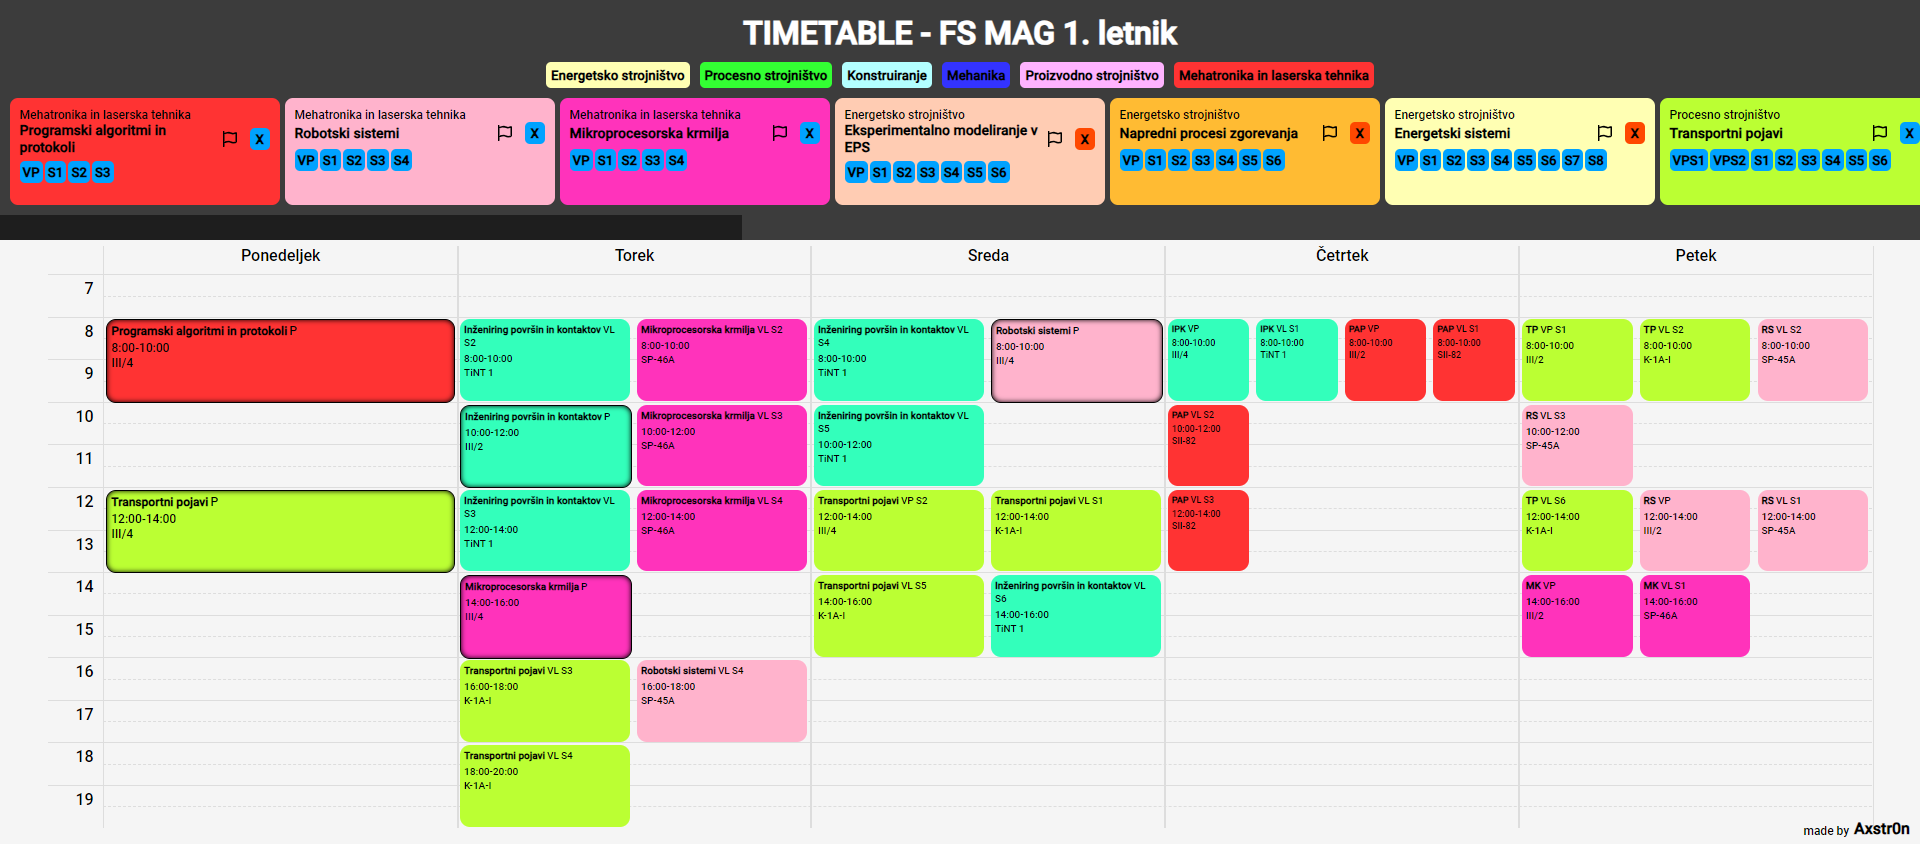 TIMETABLE - FS MAG 1. letnik
Energetsko strojništvo
Procesno strojništvo
Konstruiranje
Mehanika
Proizvodno strojništvo
Mehatronika in laserska tehnika
Mehatronika in laserska tehnika
Programski algoritmi in
protokoli
X
VP S1 S2 S3
Mehatronika in laserska tehnika
Robotski sistemi
X
VP S1 S2 S3 S4
Mehatronika in laserska tehnika
Mikroprocesorska krmilja
X
VP S1 S2 S3 S4
Energetsko strojništvo
Eksperimentalno modeliranje v
EPS
X
VP S1 S2 S3 S4 S5 S6
Energetsko strojništvo
Napredni procesi zgorevanja
X
VP S1 S2 S3 S4 S5 S6
Energetsko strojništvo
Energetski sistemi
X
VP S1 S2 S3 S4 S5 S6 S7 S8
Procesno strojništvo
Transportni pojavi
X
VPS1 VPS2 S1 S2 S3 S4 S5 S6
Ponedeljek
Torek
Sreda
Četrtek
Petek
7
8
9
10
11
12
13
14
15
16
17
18
19
Programski algoritmi in protokoli P
8:00-10:00
III/4
Transportni pojavi P
12:00-14:00
III/4
Inženiring površin in kontaktov VL
S2
8:00-10:00
TiNT 1
Mikroprocesorska krmilja VL S2
8:00-10:00
SP-46A
Inženiring površin in kontaktov P
10:00-12:00
III/2
Mikroprocesorska krmilja VL S3
10:00-12:00
SP-46A
Inženiring površin in kontaktov VL
S3
12:00-14:00
TiNT 1
Mikroprocesorska krmilja VL S4
12:00-14:00
SP-46A
Mikroprocesorska krmilja P
14:00-16:00
III/4
Transportni pojavi VL S3
16:00-18:00
K-1A-I
Robotski sistemi VL S4
16:00-18:00
SP-45A
Transportni pojavi VL S4
18:00-20:00
K-1A-I
Inženiring površin in kontaktov VL
S4
8:00-10:00
TiNT 1
Robotski sistemi P
8:00-10:00
III/4
Inženiring površin in kontaktov VL
S5
10:00-12:00
TiNT 1
Transportni pojavi VP S2
12:00-14:00
III/4
Transportni pojavi VL S1
12:00-14:00
K-1A-I
Transportni pojavi VL S5
14:00-16:00
K-1A-I
Inženiring površin in kontaktov VL
S6
14:00-16:00
TiNT 1
IPK VP
8:00-10:00
III/4
IPK VL S1
8:00-10:00
TiNT 1
PAP VP
8:00-10:00
III/2
PAP VL S1
8:00-10:00
SII-82
PAP VL S2
10:00-12:00
SII-82
PAP VL S3
12:00-14:00
SII-82
TP VP S1
8:00-10:00
III/2
TP VL S2
8:00-10:00
K-1A-I
RS VL S2
8:00-10:00
SP-45A
RS VL S3
10:00-12:00
SP-45A
TP VL S6
12:00-14:00
K-1A-I
RS VP
12:00-14:00
III/2
RS VL S1
12:00-14:00
SP-45A
MK VP
14:00-16:00
III/2
MK VL S1
14:00-16:00
SP-46A
made by Axstr0n